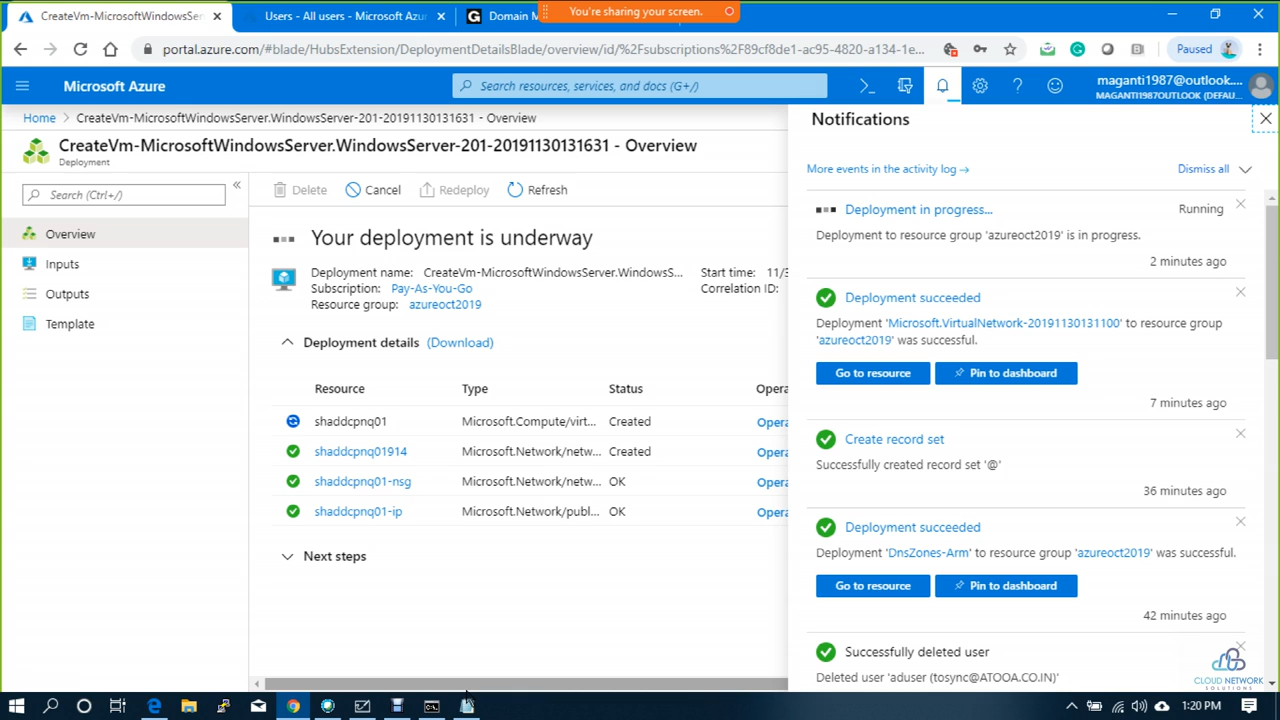 CreateVm-MicrosoftWindowsServer
Users - All users - Microsoft Azu
Domain M
You're sharing your screen.
portal.azure.com/#blade/HubsExtension/DeploymentDetailsBlade/overview/id/%2Fsubscriptions%2F89cf8de1-ac95-4820-a134-1e...
Paused
Microsoft Azure
Search resources, services, and docs (G+/)
maganti1987@outlook....
MAGANTI1987OUTLOOK (DEFAU...
Home > CreateVm-MicrosoftWindowsServer.WindowsServer-201-20191130131631 - Overview
CreateVm-MicrosoftWindowsServer.WindowsServer-201-20191130131631 - Overview
Deployment
Search (Ctrl+/)
Overview
Inputs
Outputs
Template
Delete
Cancel
Redeploy
Refresh
Your deployment is underway
Deployment name: CreateVm-MicrosoftWindowsServer.WindowsS...
Subscription: Pay-As-You-Go
Resource group: azureoct2019
Start time: 11/3
Correlation ID:
Deployment details (Download)
Resource Type Status Opera
shaddcpnq01 Microsoft.Compute/virt... Created Opera
shaddcpnq01914 Microsoft.Network/netw... Created Opera
shaddcpnq01-nsg Microsoft.Network/netw... OK Opera
shaddcpnq01-ip Microsoft.Network/publ... OK Opera
Next steps
Notifications
More events in the activity log →
Dismiss all
Deployment in progress... Running
Deployment to resource group 'azureoct2019' is in progress.
2 minutes ago
Deployment succeeded
Deployment 'Microsoft.VirtualNetwork-20191130131100' to resource group
'azureoct2019' was successful.
Go to resource
Pin to dashboard
7 minutes ago
Create record set
Successfully created record set '@'
36 minutes ago
Deployment succeeded
Deployment 'DnsZones-Arm' to resource group 'azureoct2019' was successful.
Go to resource
Pin to dashboard
42 minutes ago
Successfully deleted user
Deleted user 'aduser (tosync@ATOOA.CO.IN)'
CLOUD NETWORK
SOLUTIONS
1:20 PM